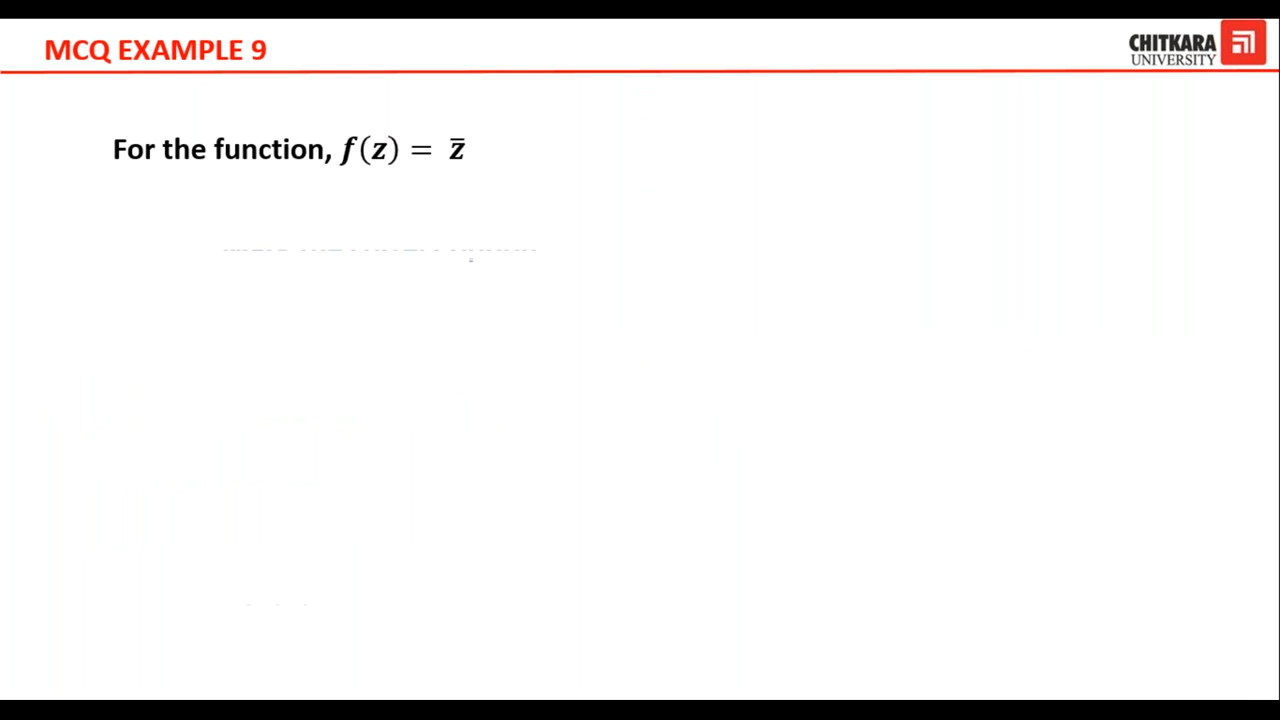 MCQ EXAMPLE 9
CHITKARA
UNIVERSITY
For the function, f(z) = z̄